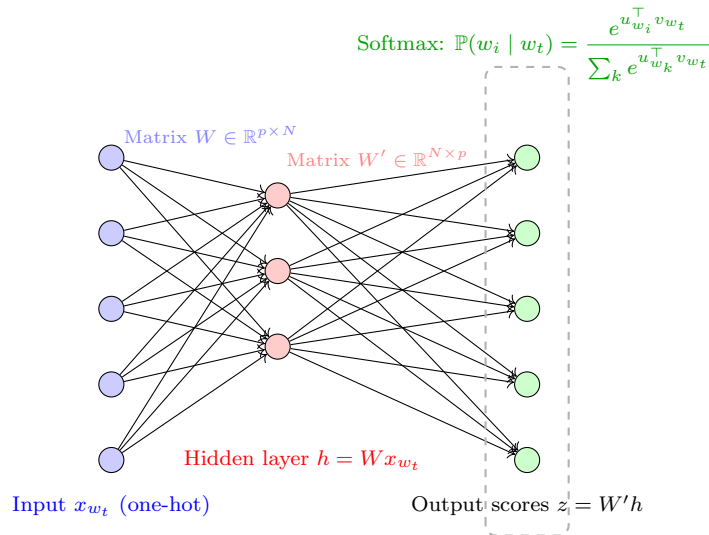 Softmax: ℙ(w_i | w_t) = \frac{e^{u_{w_i}^⊤ v_{w_t}}}{∑_k e^{u_{w_k}^⊤ v_{w_t}}}
Matrix W ∈ ℝ^{p×N}
Matrix W′ ∈ ℝ^{N×p}
Hidden layer h = Wx_{w_t}
Input x_{w_t} (one-hot)
Output scores z = W′h